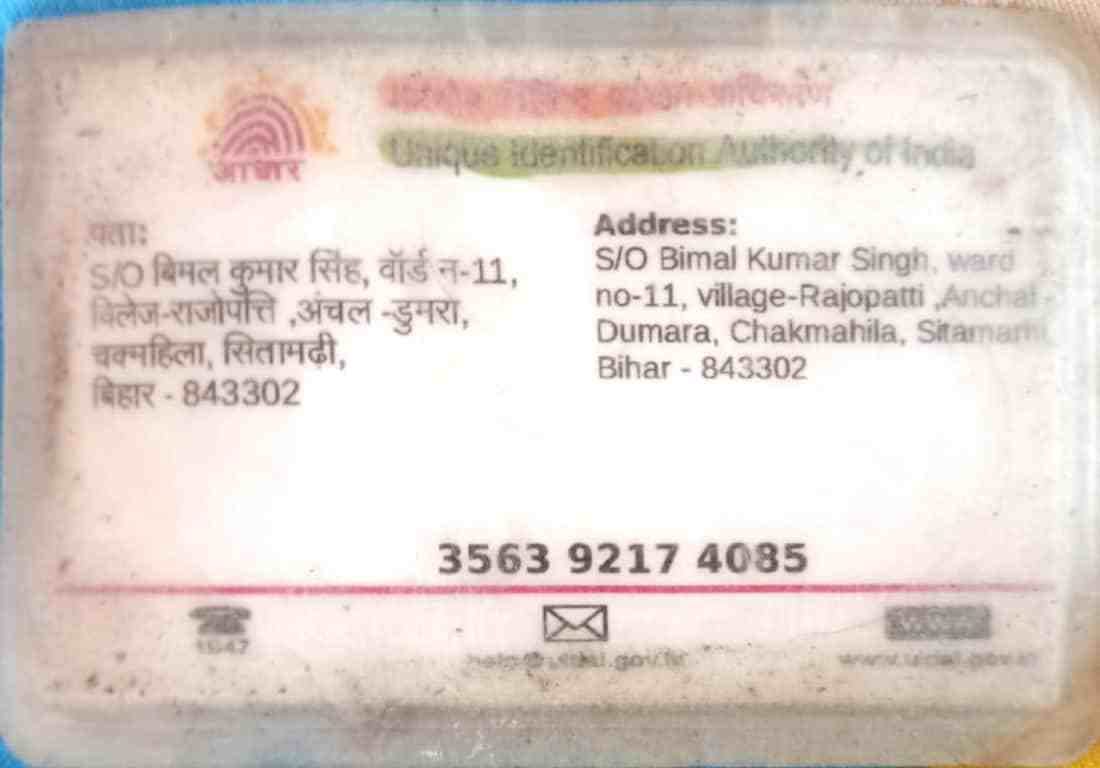 आधार
Unique Identification Authority of India
पता:
S/O बिमल कुमार सिंह, वॉर्ड न-11,
विलेज-राजोपत्ति ,अंचल -डुमरा,
चक्महिला, सितामढी,
बिहार - 843302
Address:
S/O Bimal Kumar Singh, ward
no-11, village-Rajopatti ,Anchal -
Dumara, Chakmahila, Sitamarhi,
Bihar - 843302
3563 9217 4085
1947
help@uidai.gov.in
www.uidai.gov.in